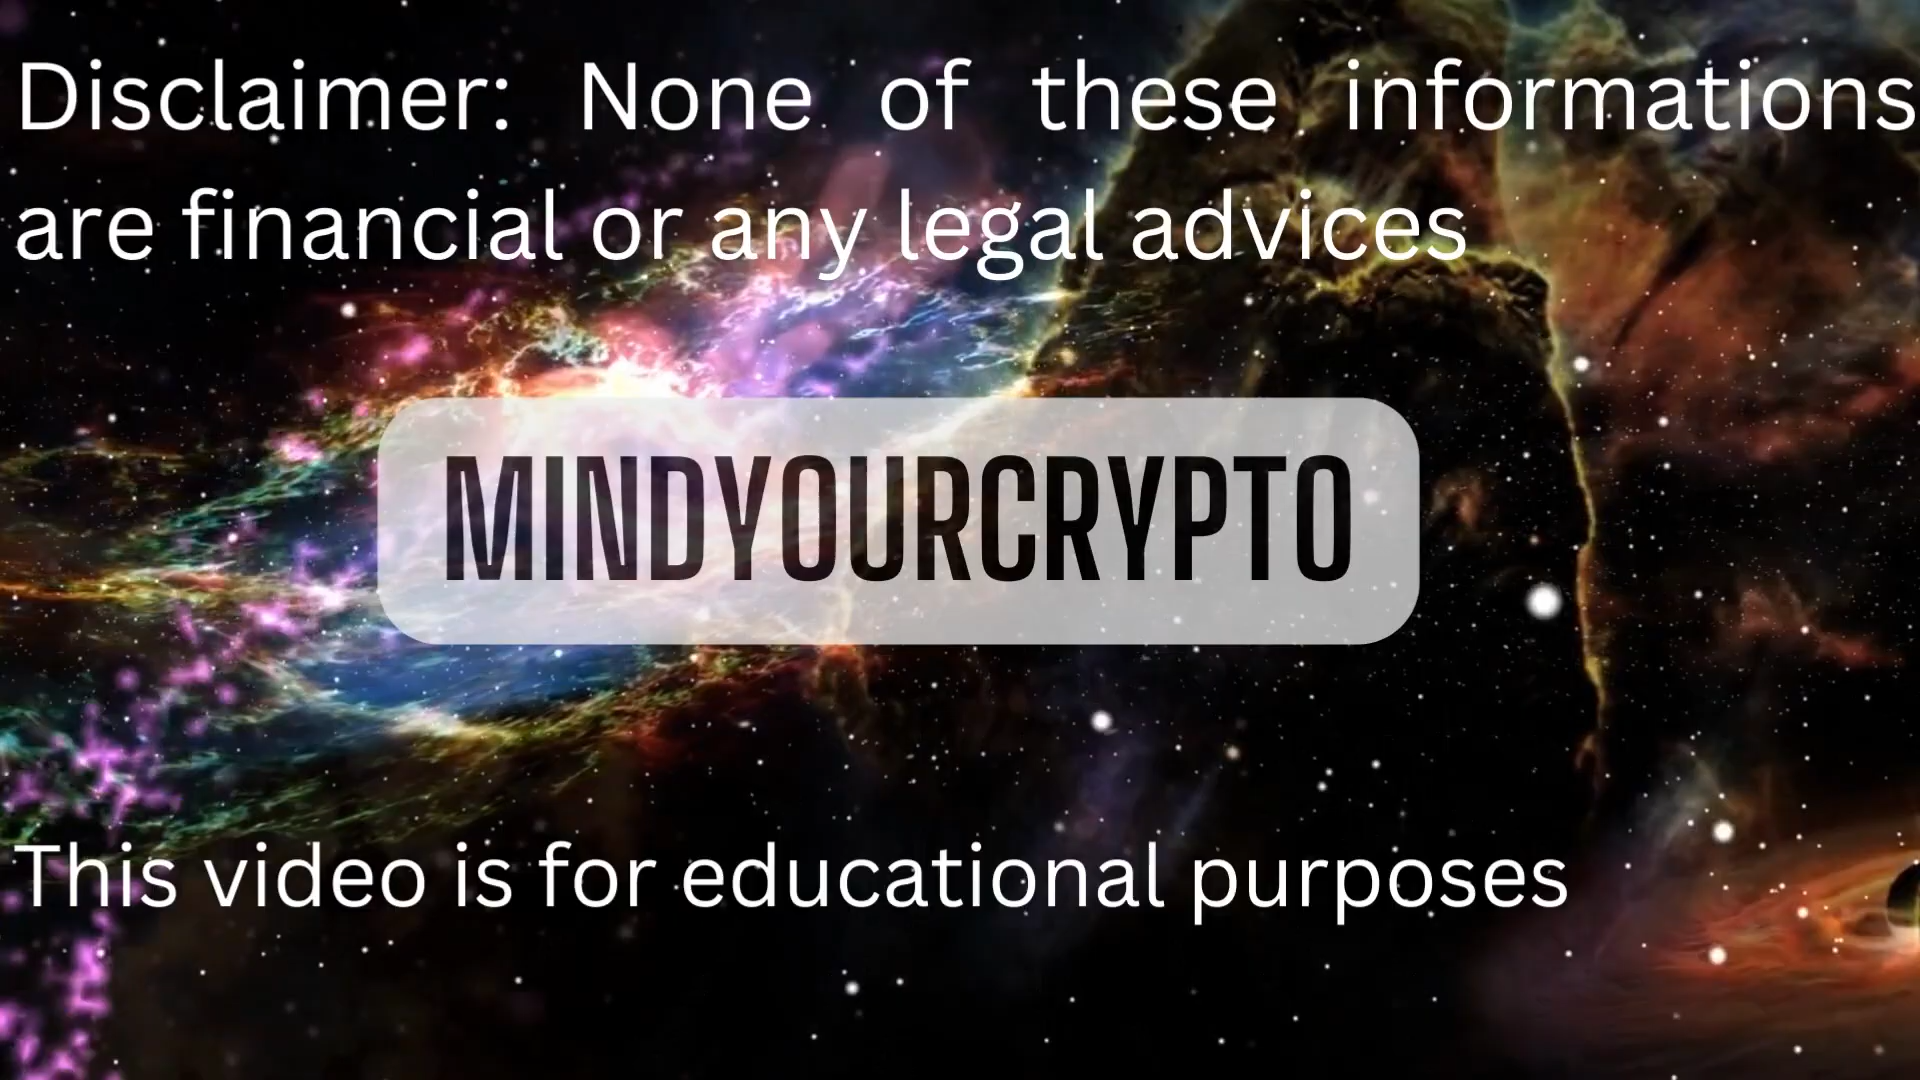 Disclaimer: None of these informations
are financial or any legal advices
MINDYOURCRYPTO
This video is for educational purposes